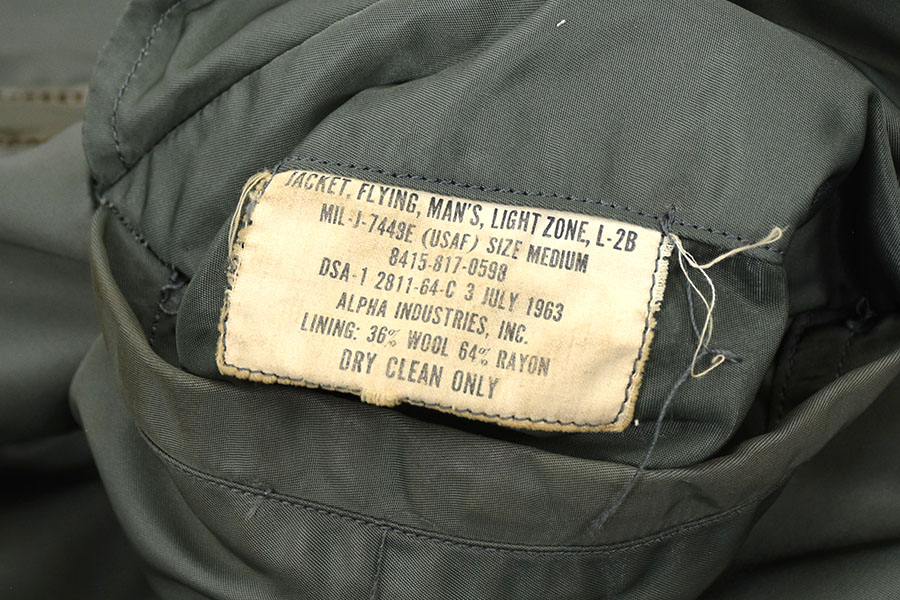 JACKET, FLYING, MAN'S, LIGHT ZONE, L-2B
MIL-J-7448E (USAF) SIZE MEDIUM
8415-817-0598
DSA-1 2811-64-C 3 JULY 1963
ALPHA INDUSTRIES, INC.
LINING: 36% WOOL 64% RAYON
DRY CLEAN ONLY